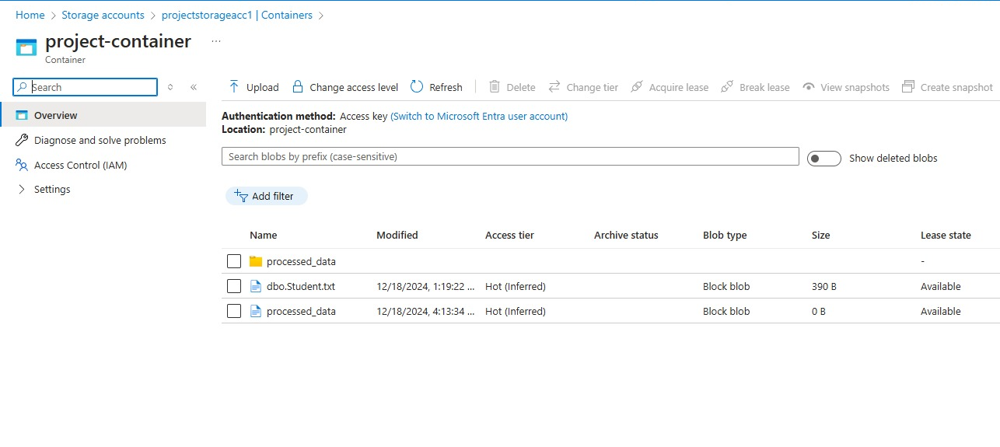 Home > Storage accounts > projectstorageacc1 | Containers >
project-container ...
Container
Search
Upload Change access level Refresh Delete Change tier Acquire lease Break lease View snapshots Create snapshot
Overview
Diagnose and solve problems
Access Control (IAM)
Settings
Authentication method: Access key (Switch to Microsoft Entra user account)
Location: project-container
Search blobs by prefix (case-sensitive)
Show deleted blobs
Add filter
Name Modified Access tier Archive status Blob type Size Lease state
processed_data -
dbo.Student.txt 12/18/2024, 1:19:22 ... Hot (Inferred) Block blob 390 B Available
processed_data 12/18/2024, 4:13:34 ... Hot (Inferred) Block blob 0 B Available